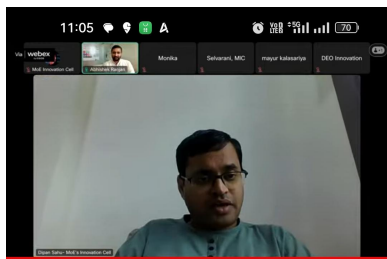 11:05
Vo
LTE
5G
70
Via webex
MoE Innovation Cell
Abhishek Ranjan
Monika
Selvarani, MIC
mayur kalasariya
DEO Innovation
Dipan Sahu- MoE's Innovation Cell